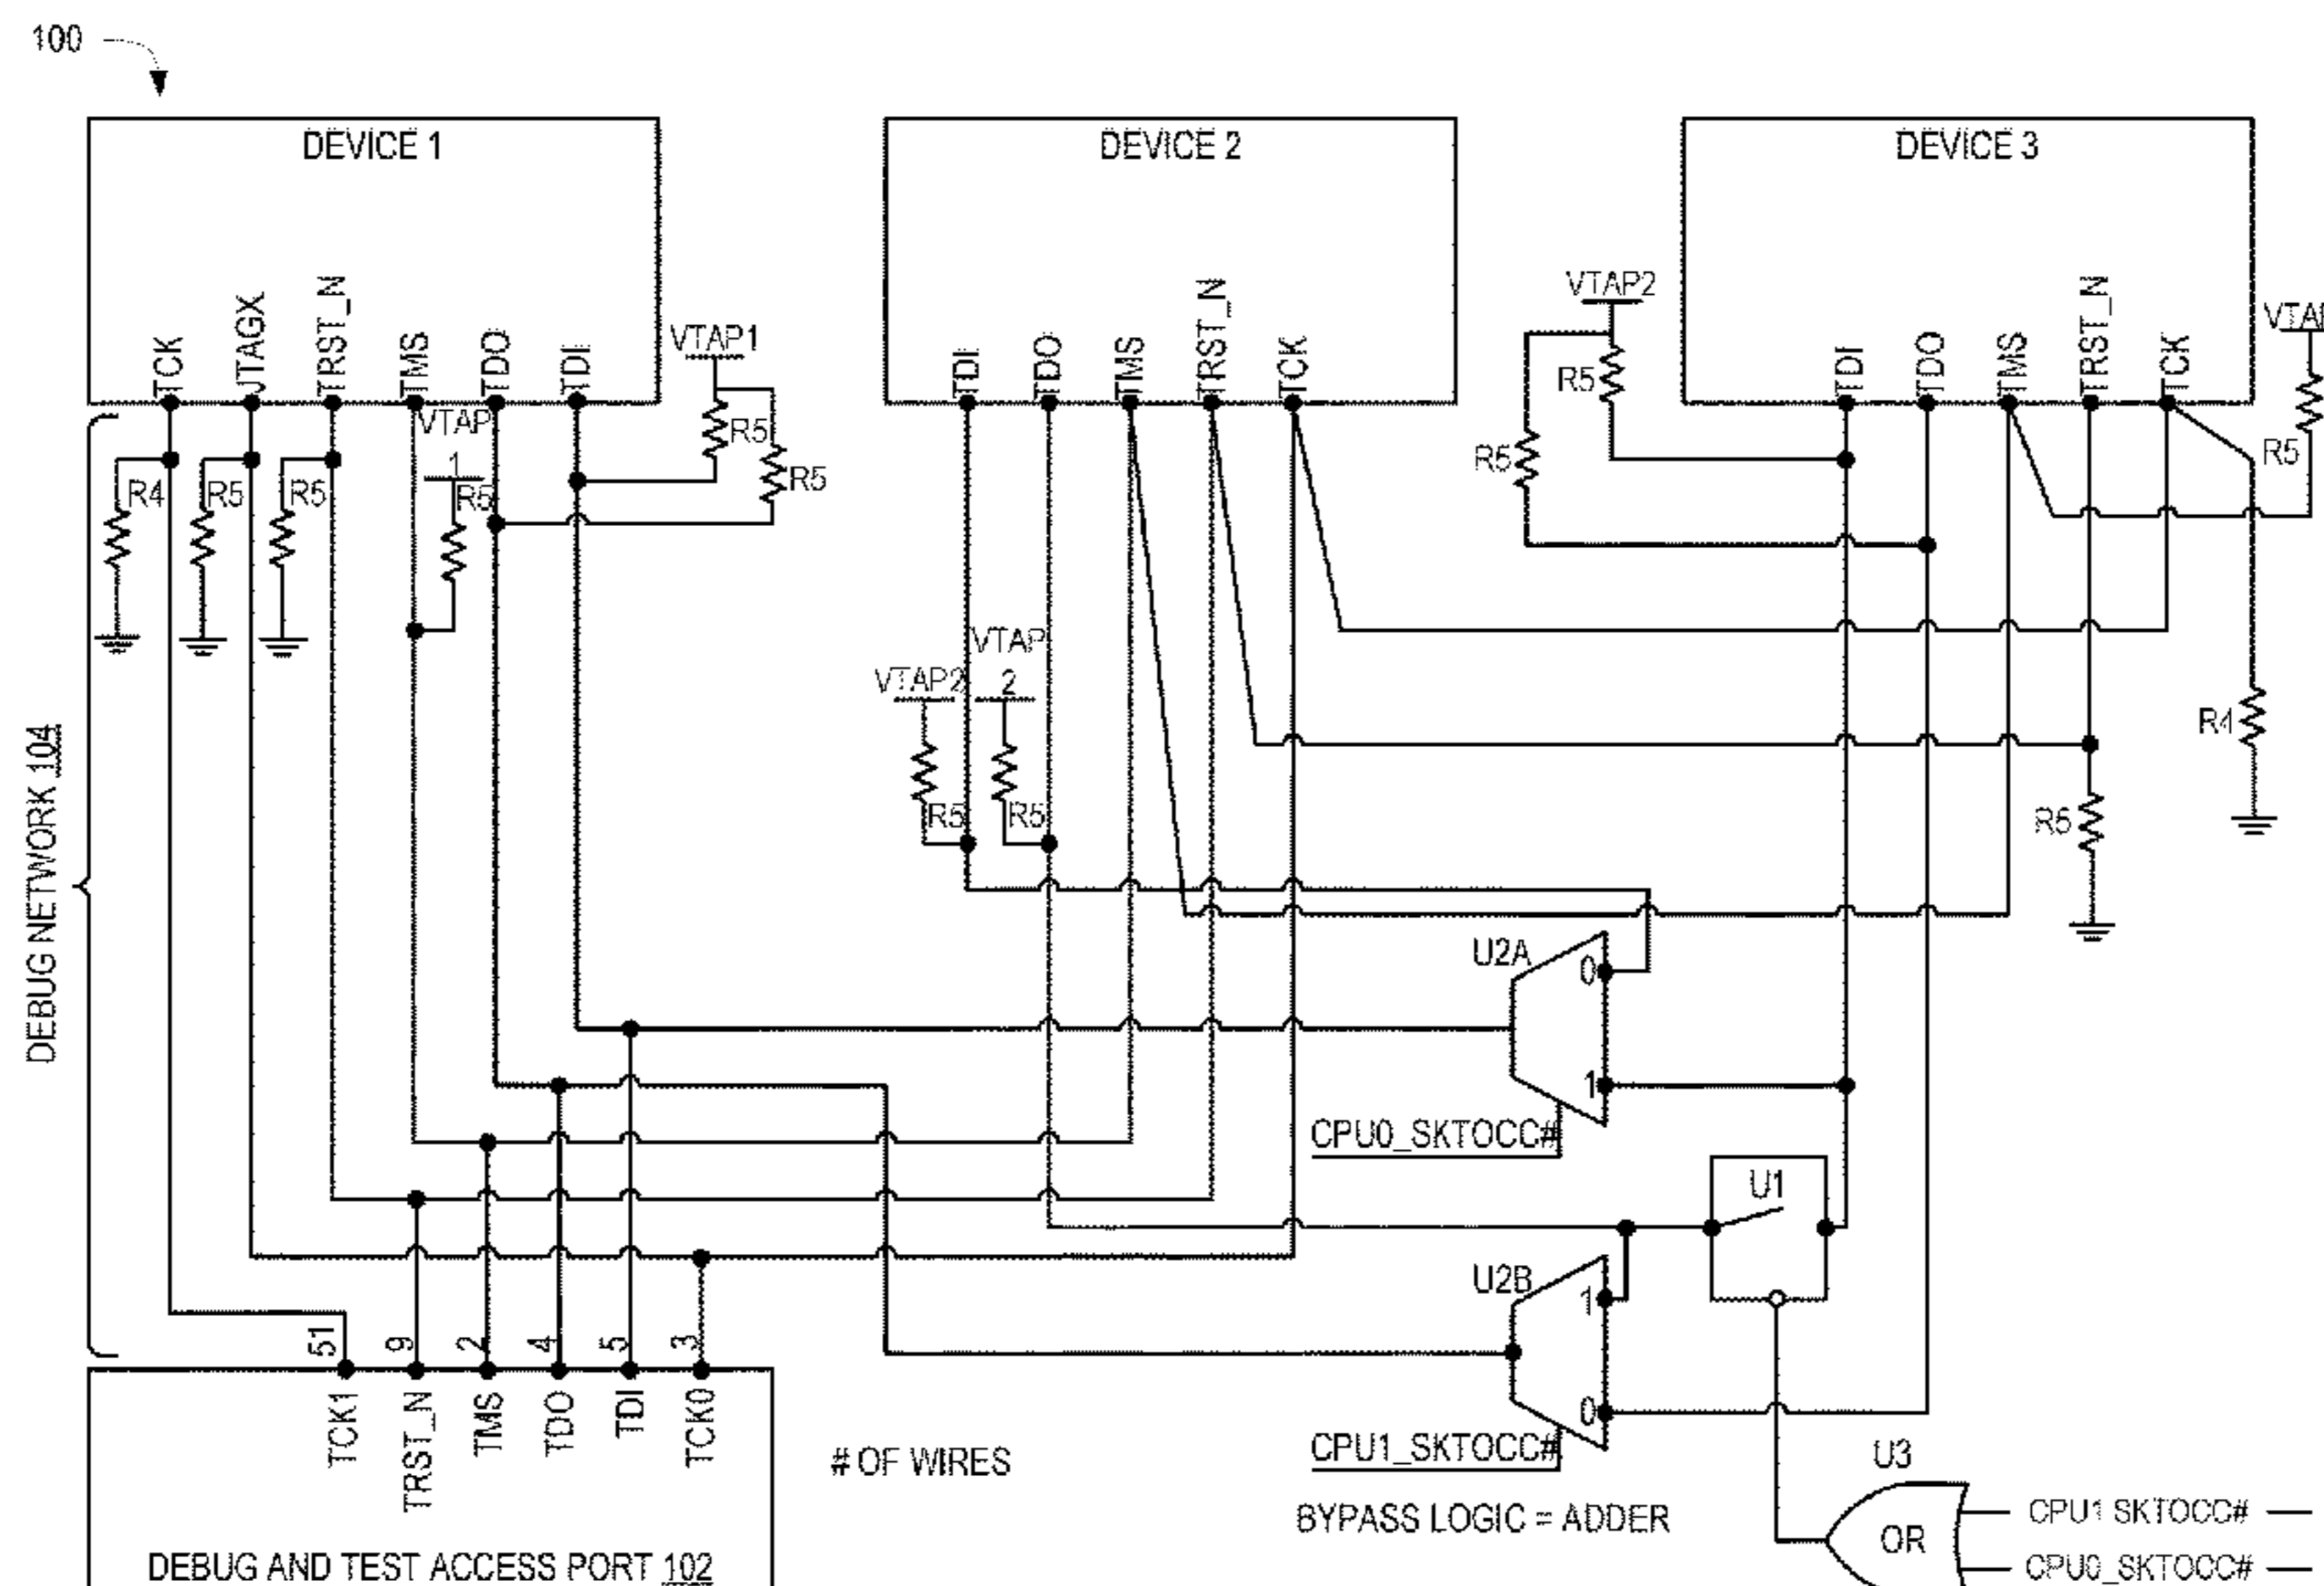 100
DEVICE 1
DEVICE 2
DEVICE 3
TCK
JTAGX
TRST_N
TMS
TDO
TDI
VTAP1
R5
R5
VTAP
1
R5
R4
R5
R5
TDI
TDO
TMS
TRST_N
TCK
VTAP2
R5
R5
TDI
TDO
TMS
TRST_N
TCK
R5
VTAP2
VTAP
2
R5
R5
R4
R5
DEBUG NETWORK 104
U2A
0
1
CPU0_SKTOCC#
U1
U2B
1
0
CPU1_SKTOCC#
51
9
2
4
5
3
TCK1
TRST_N
TMS
TDO
TDI
TCK0
# OF WIRES
BYPASS LOGIC = ADDER
U3
OR
CPU1 SKTOCC#
CPU0_SKTOCC#
DEBUG AND TEST ACCESS PORT 102